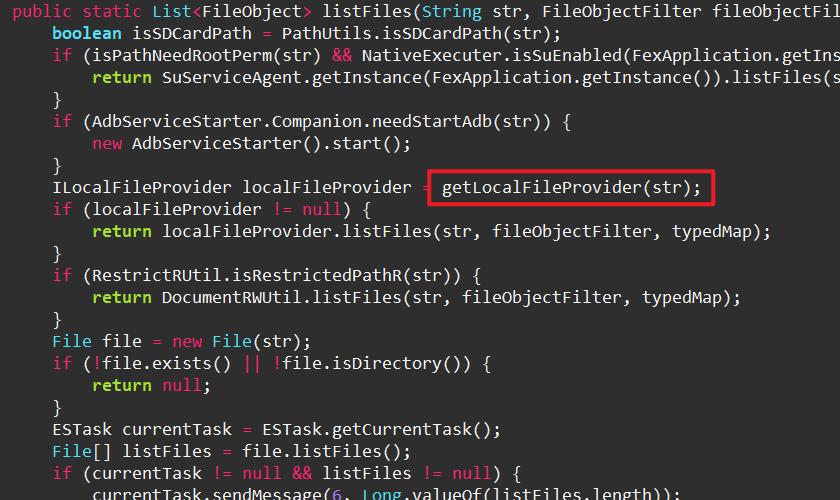 public static List<FileObject> listFiles(String str, FileObjectFilter fileObjectFil
boolean isSDCardPath = PathUtils.isSDCardPath(str);
if (isPathNeedRootPerm(str) && NativeExecuter.isSuEnabled(FexApplication.getIns
return SuServiceAgent.getInstance(FexApplication.getInstance()).listFiles(s
}
if (AdbServiceStarter.Companion.needStartAdb(str)) {
new AdbServiceStarter().start();
}
ILocalFileProvider localFileProvider = getLocalFileProvider(str);
if (localFileProvider != null) {
return localFileProvider.listFiles(str, fileObjectFilter, typedMap);
}
if (RestrictRUtil.isRestrictedPathR(str)) {
return DocumentRWUtil.listFiles(str, fileObjectFilter, typedMap);
}
File file = new File(str);
if (!file.exists() || !file.isDirectory()) {
return null;
}
ESTask currentTask = ESTask.getCurrentTask();
File[] listFiles = file.listFiles();
if (currentTask != null && listFiles != null) {
currentTask.sendMessage(6, Long.valueOf(listFiles.length));